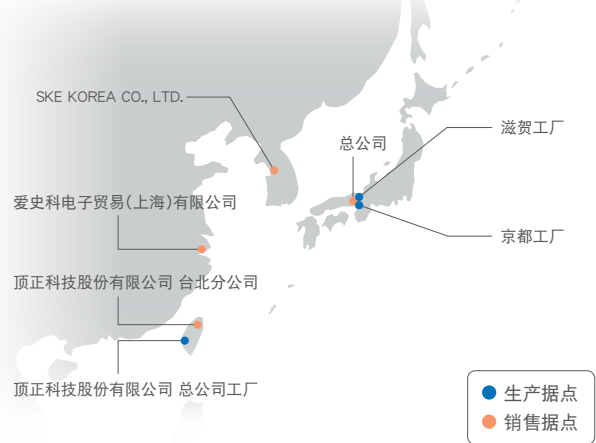 SKE KOREA CO., LTD.
总公司
滋贺工厂
爱史科电子贸易(上海)有限公司
京都工厂
顶正科技股份有限公司 台北分公司
顶正科技股份有限公司 总公司工厂
生产据点
销售据点